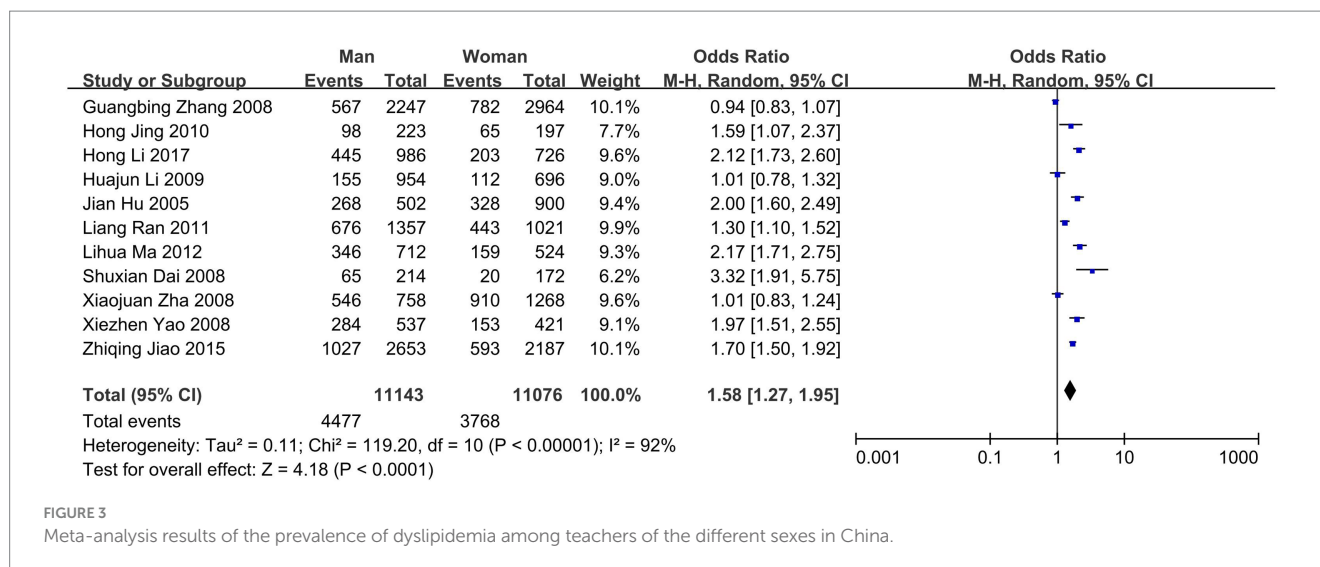 Man Woman Odds Ratio Odds Ratio
Study or Subgroup Events Total Events Total Weight M-H, Random, 95% CI M-H, Random, 95% CI
Guangbing Zhang 2008 567 2247 782 2964 10.1% 0.94 [0.83, 1.07]
Hong Jing 2010 98 223 65 197 7.7% 1.59 [1.07, 2.37]
Hong Li 2017 445 986 203 726 9.6% 2.12 [1.73, 2.60]
Huajun Li 2009 155 954 112 696 9.0% 1.01 [0.78, 1.32]
Jian Hu 2005 268 502 328 900 9.4% 2.00 [1.60, 2.49]
Liang Ran 2011 676 1357 443 1021 9.9% 1.30 [1.10, 1.52]
Lihua Ma 2012 346 712 159 524 9.3% 2.17 [1.71, 2.75]
Shuxian Dai 2008 65 214 20 172 6.2% 3.32 [1.91, 5.75]
Xiaojuan Zha 2008 546 758 910 1268 9.6% 1.01 [0.83, 1.24]
Xiezhen Yao 2008 284 537 153 421 9.1% 1.97 [1.51, 2.55]
Zhiqing Jiao 2015 1027 2653 593 2187 10.1% 1.70 [1.50, 1.92]
Total (95% CI) 11143 11076 100.0% 1.58 [1.27, 1.95]
Total events 4477 3768
Heterogeneity: Tau² = 0.11; Chi² = 119.20, df = 10 (P < 0.00001); I² = 92%
Test for overall effect: Z = 4.18 (P < 0.0001)
0.001 0.1 1 10 1000
FIGURE 3
Meta-analysis results of the prevalence of dyslipidemia among teachers of the different sexes in China.